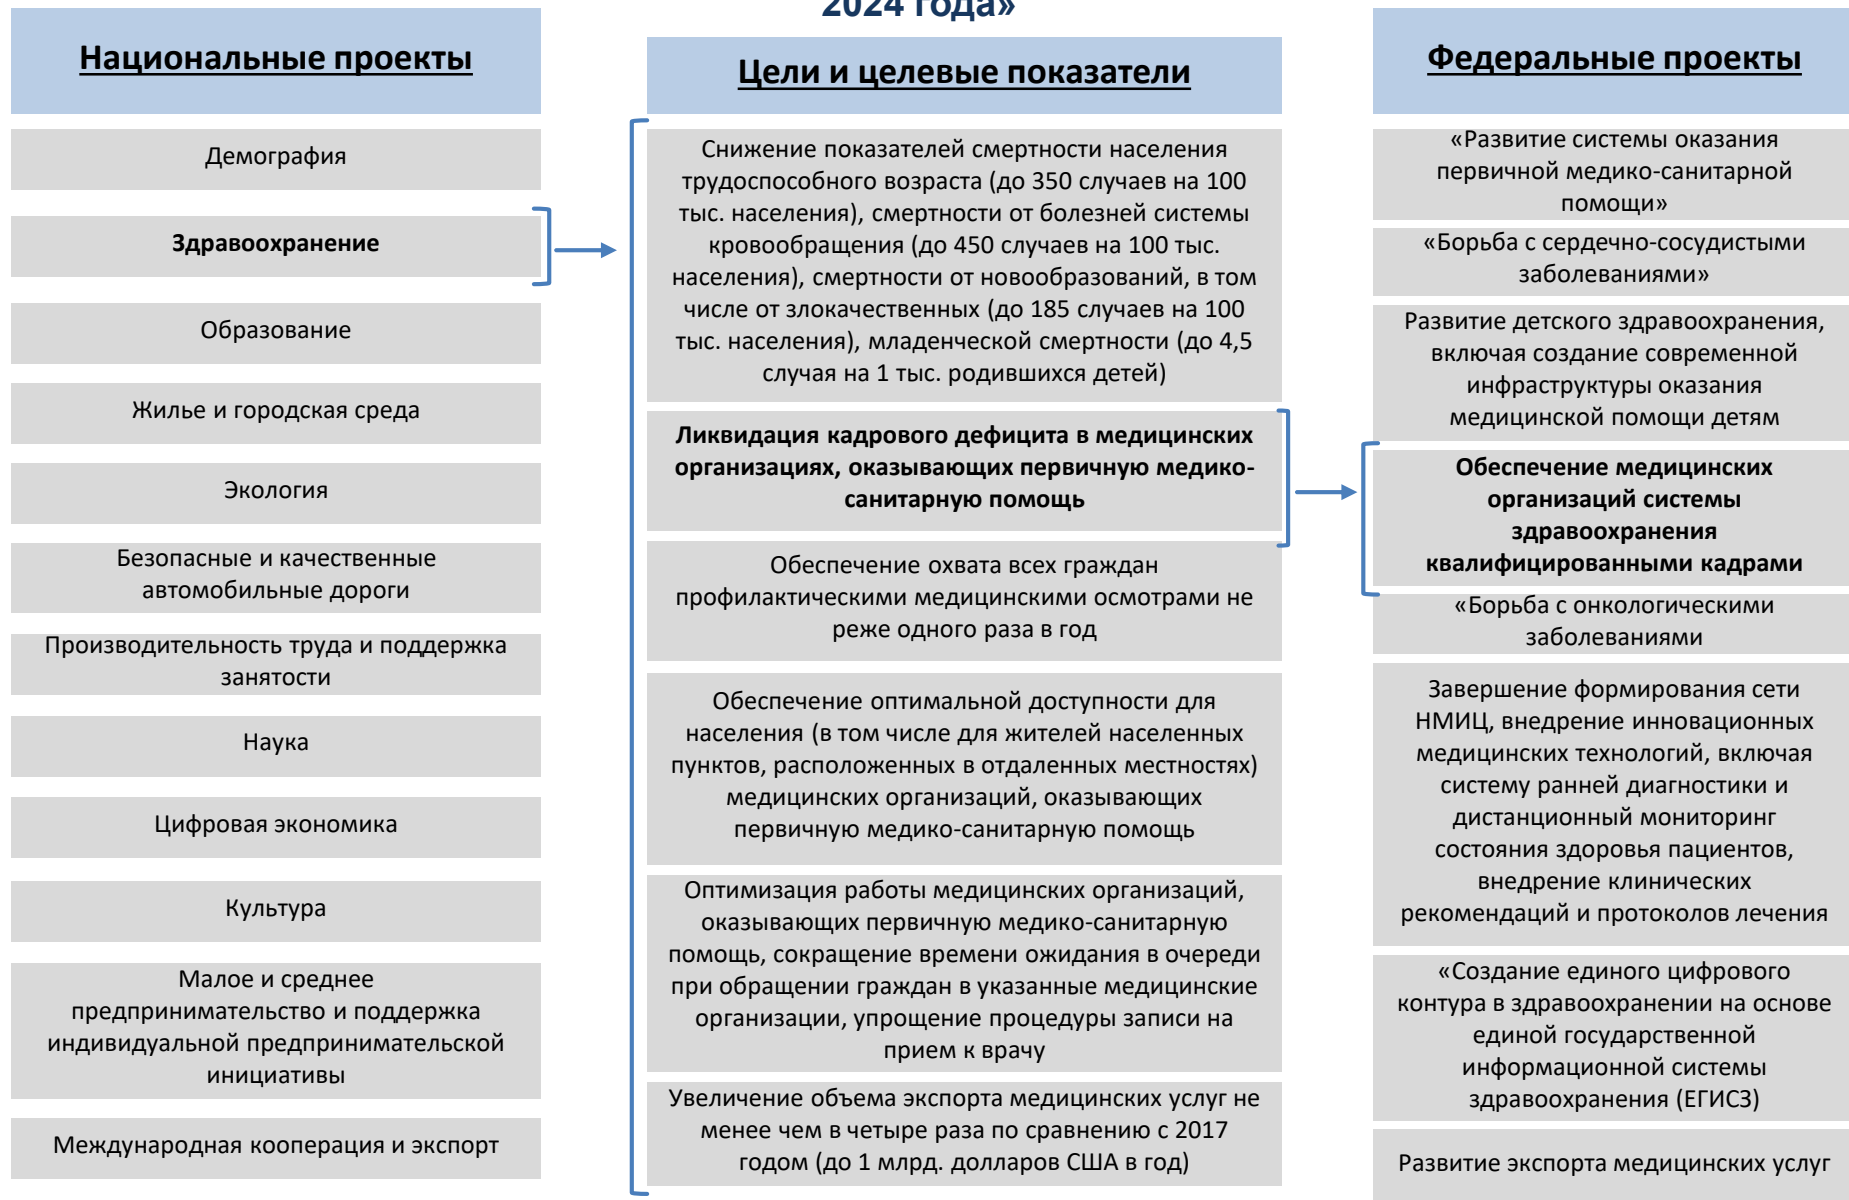 2024 года»
Национальные проекты
Демография
Здравоохранение
Образование
Жилье и городская среда
Экология
Безопасные и качественные
автомобильные дороги
Производительность труда и поддержка
занятости
Наука
Цифровая экономика
Культура
Малое и среднее
предпринимательство и поддержка
индивидуальной предпринимательской
инициативы
Международная кооперация и экспорт
Цели и целевые показатели
Снижение показателей смертности населения
трудоспособного возраста (до 350 случаев на 100
тыс. населения), смертности от болезней системы
кровообращения (до 450 случаев на 100 тыс.
населения), смертности от новообразований, в том
числе от злокачественных (до 185 случаев на 100
тыс. населения), младенческой смертности (до 4,5
случая на 1 тыс. родившихся детей)
Ликвидация кадрового дефицита в медицинских
организациях, оказывающих первичную медико-
санитарную помощь
Обеспечение охвата всех граждан
профилактическими медицинскими осмотрами не
реже одного раза в год
Обеспечение оптимальной доступности для
населения (в том числе для жителей населенных
пунктов, расположенных в отдаленных местностях)
медицинских организаций, оказывающих
первичную медико-санитарную помощь
Оптимизация работы медицинских организаций,
оказывающих первичную медико-санитарную
помощь, сокращение времени ожидания в очереди
при обращении граждан в указанные медицинские
организации, упрощение процедуры записи на
прием к врачу
Увеличение объема экспорта медицинских услуг не
менее чем в четыре раза по сравнению с 2017
годом (до 1 млрд. долларов США в год)
Федеральные проекты
«Развитие системы оказания
первичной медико-санитарной
помощи»
«Борьба с сердечно-сосудистыми
заболеваниями»
Развитие детского здравоохранения,
включая создание современной
инфраструктуры оказания
медицинской помощи детям
Обеспечение медицинских
организаций системы
здравоохранения
квалифицированными кадрами
«Борьба с онкологическими
заболеваниями
Завершение формирования сети
НМИЦ, внедрение инновационных
медицинских технологий, включая
систему ранней диагностики и
дистанционный мониторинг
состояния здоровья пациентов,
внедрение клинических
рекомендаций и протоколов лечения
«Создание единого цифрового
контура в здравоохранении на основе
единой государственной
информационной системы
здравоохранения (ЕГИСЗ)
Развитие экспорта медицинских услуг